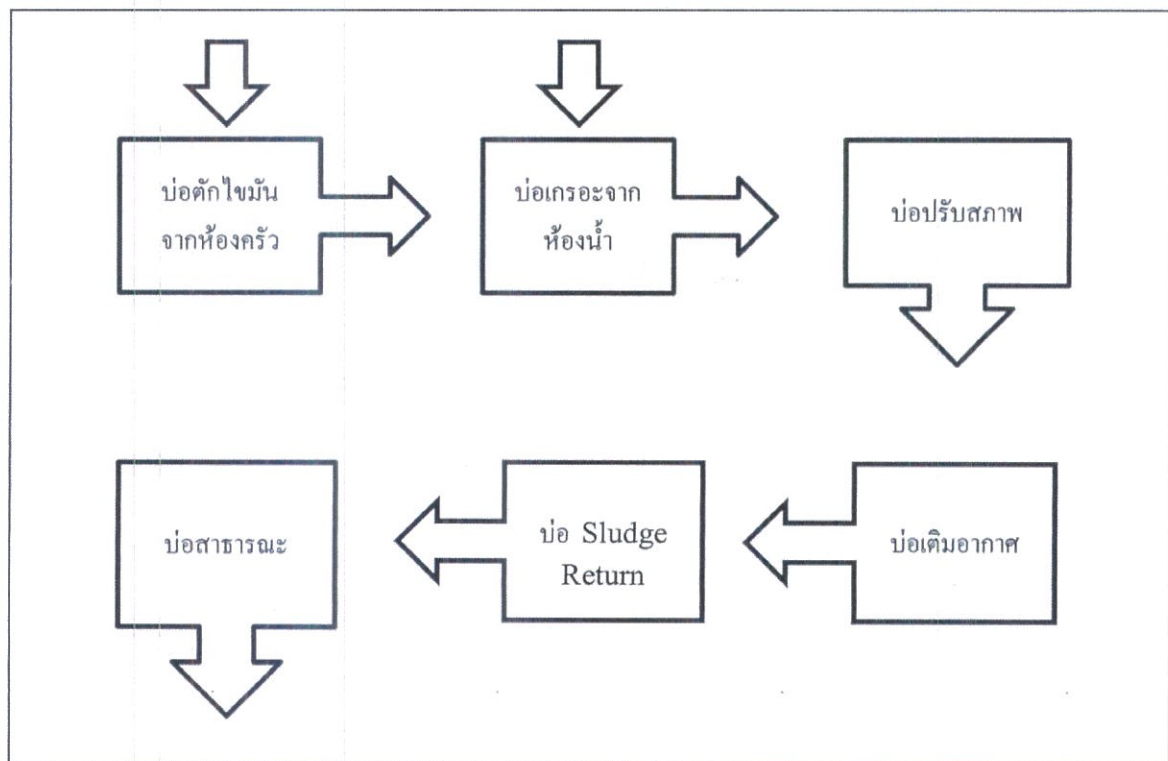 บ่อดักไขมัน
จากห้องครัว
บ่อเกรอะจาก
ห้องน้ำ
บ่อปรับสภาพ
บ่อสาธารณะ
บ่อ Sludge
Return
บ่อเติมอากาศ